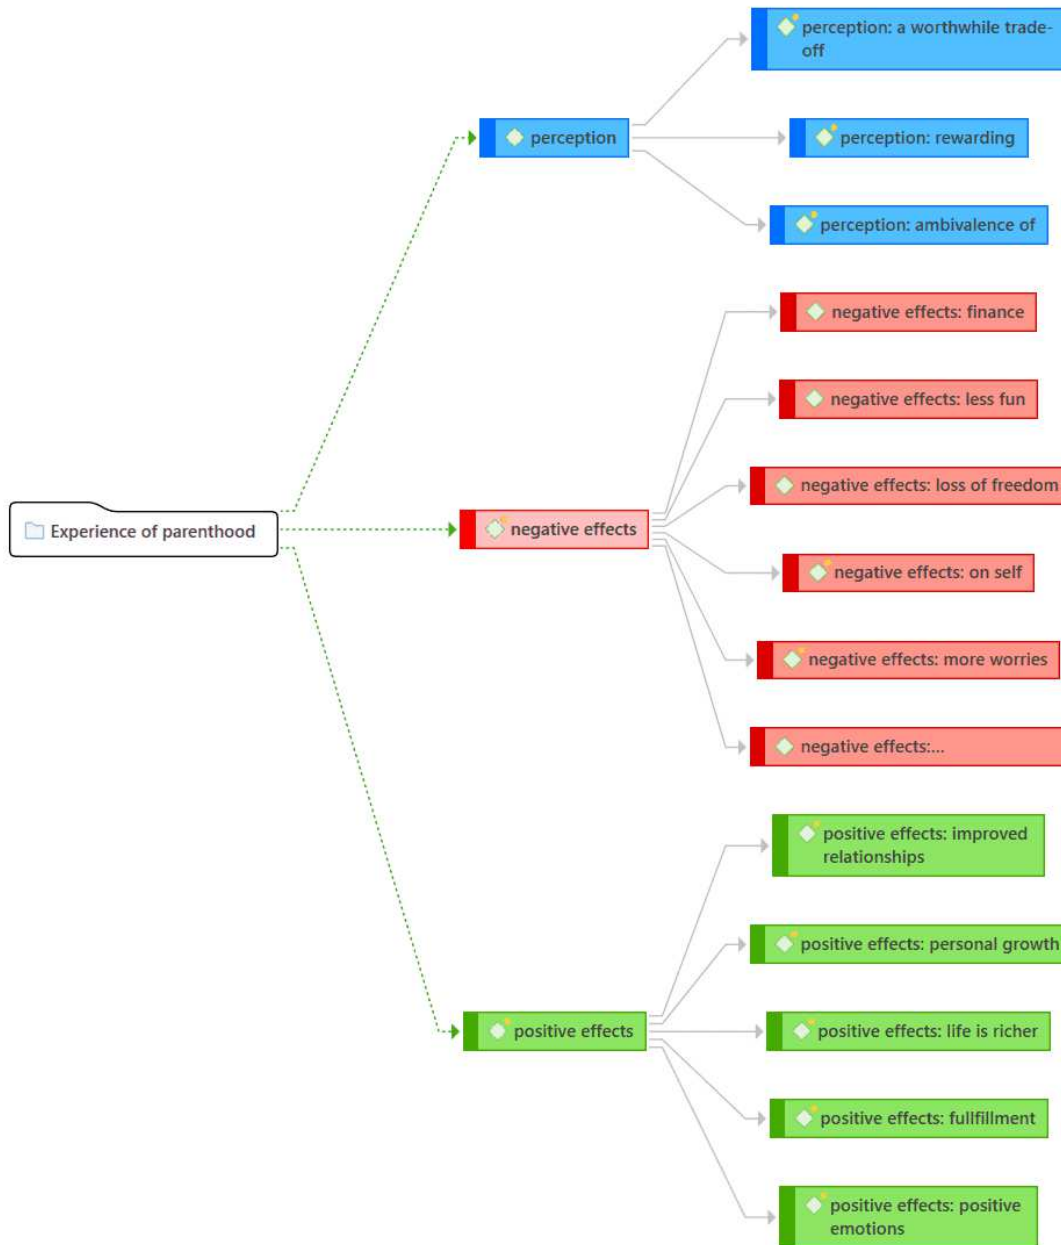 perception: a worthwhile trade-
off
perception
perception: rewarding
perception: ambivalence of
negative effects: finance
negative effects: less fun
negative effects: loss of freedom
Experience of parenthood
negative effects
negative effects: on self
negative effects: more worries
negative effects:...
positive effects: improved
relationships
positive effects: personal growth
positive effects
positive effects: life is richer
positive effects: fullfillment
positive effects: positive
emotions